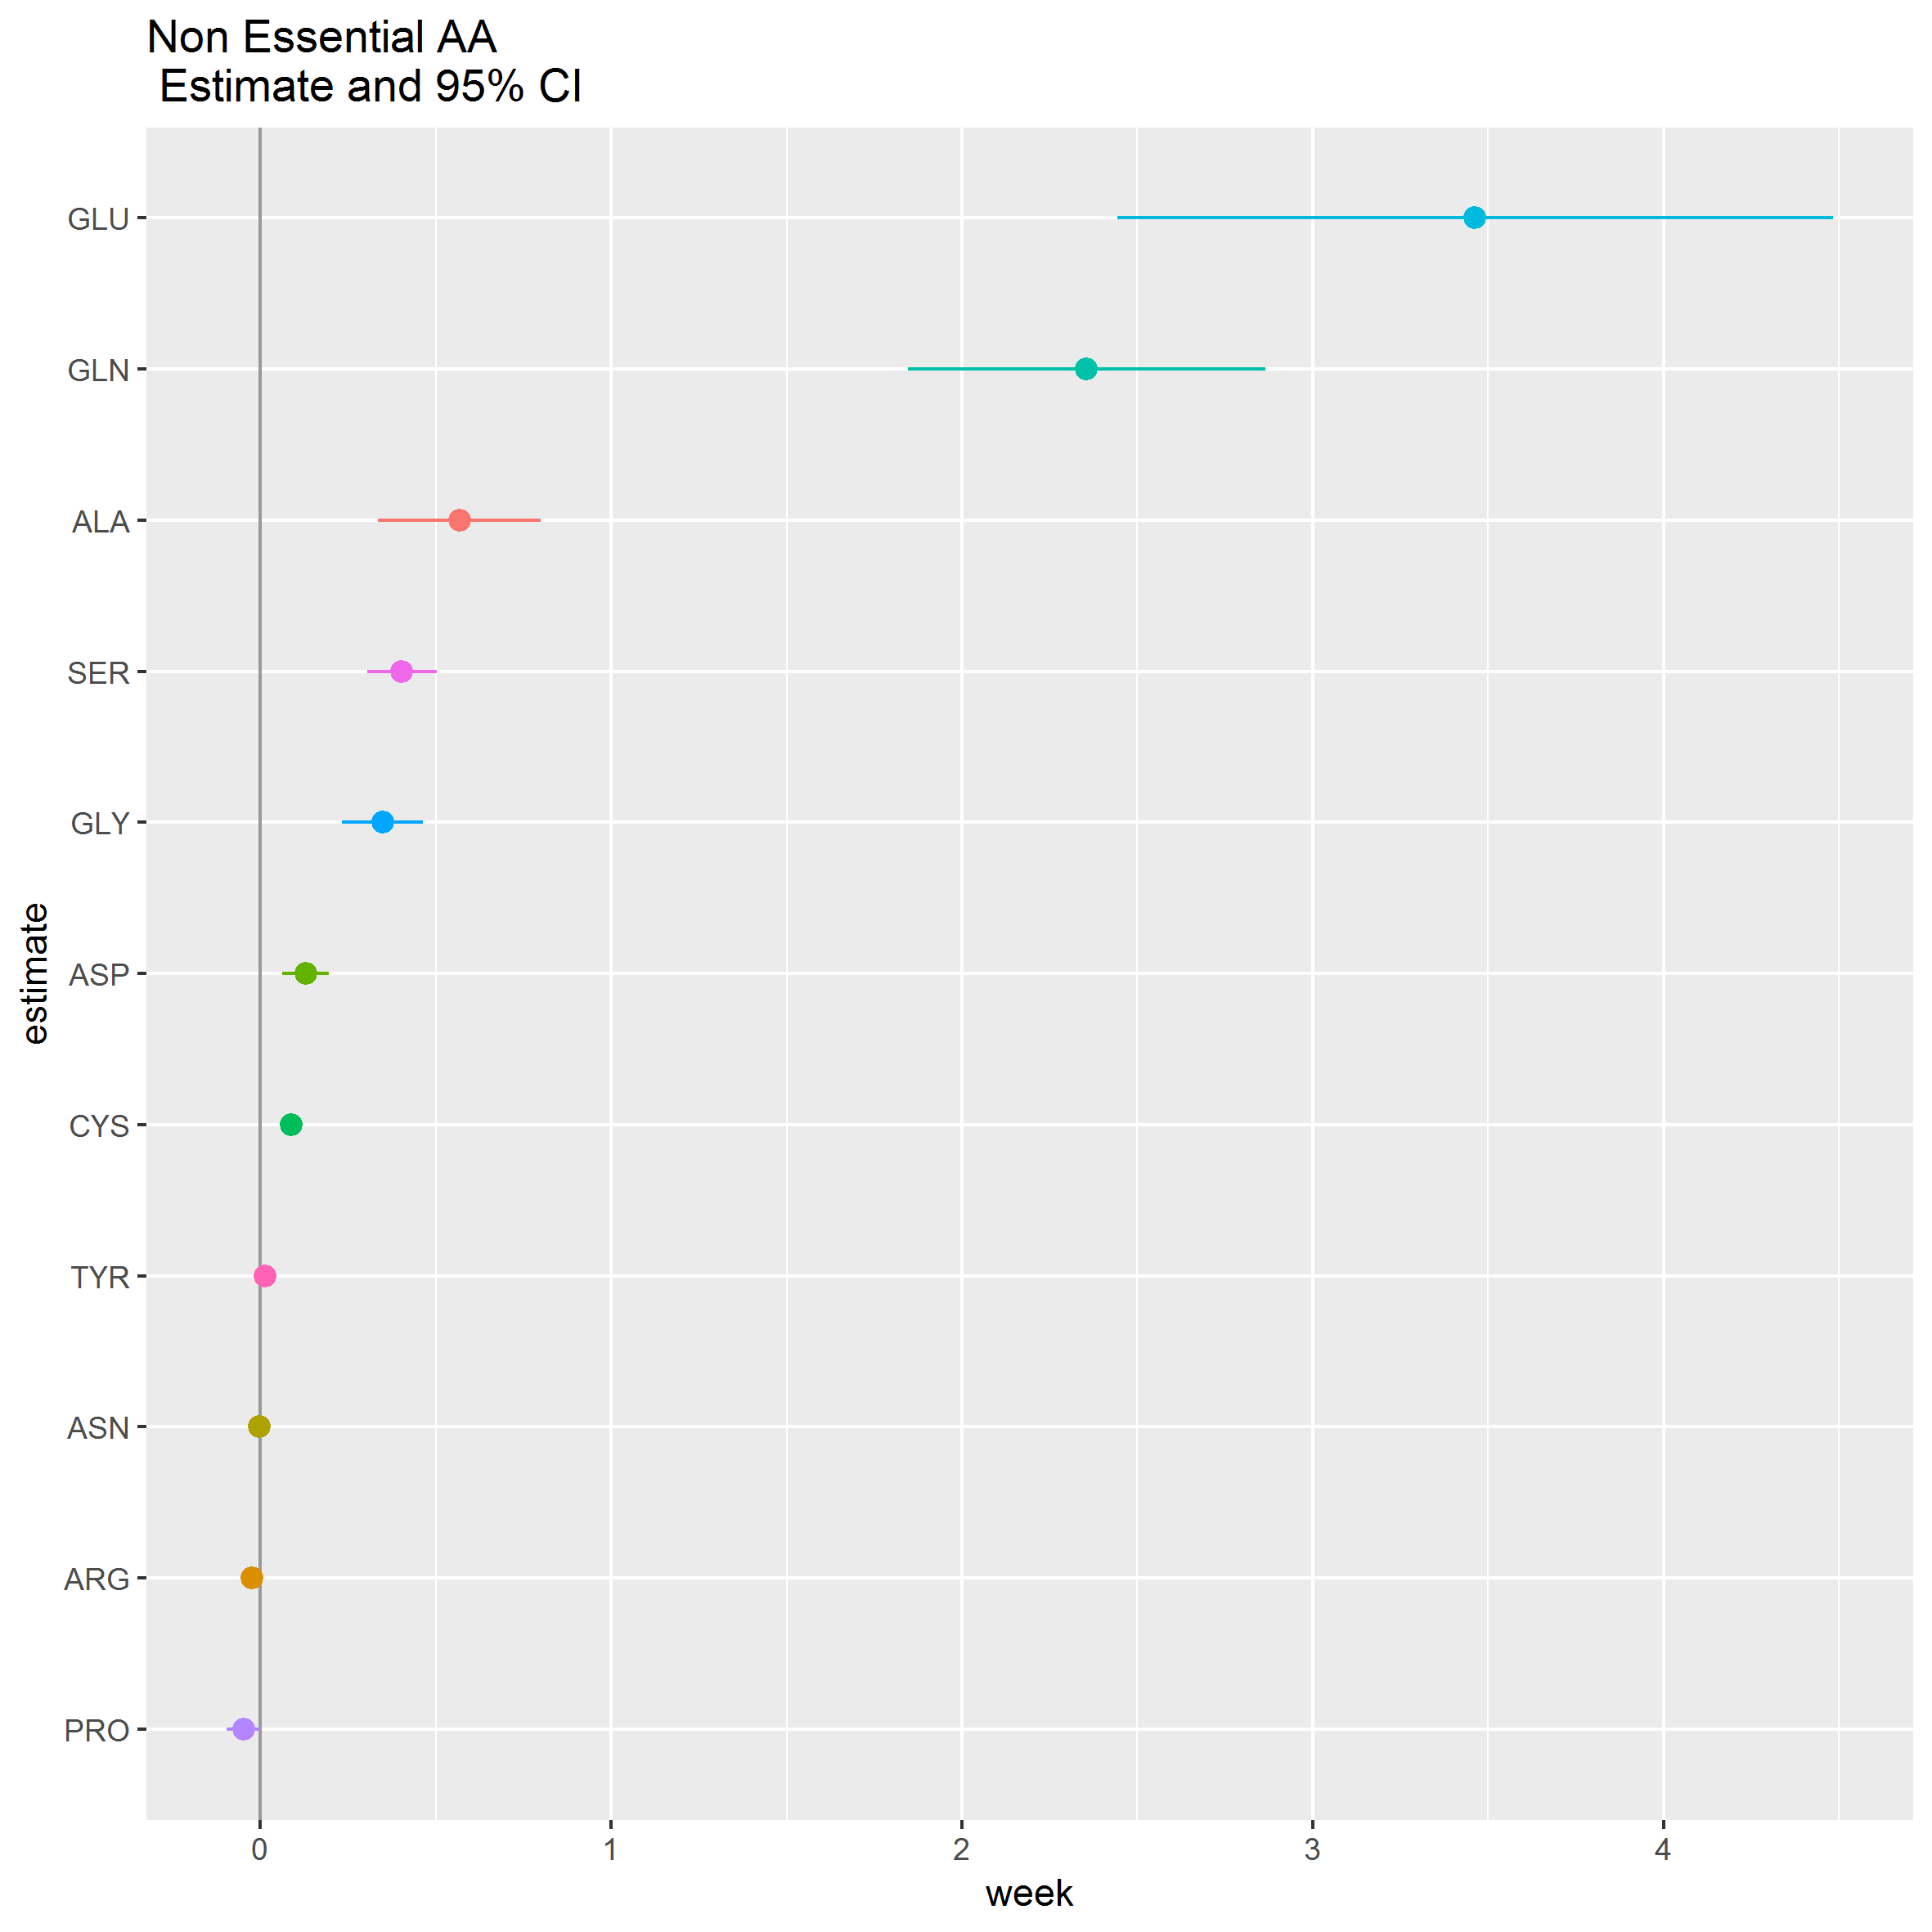 Non Essential AA
Estimate and 95% CI
GLU
GLN
ALA
SER
GLY
ASP
CYS
TYR
ASN
ARG
PRO
estimate
0 1 2 3 4
week